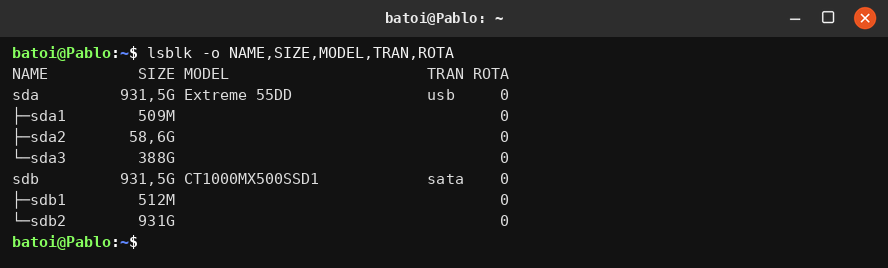 batoi@Pablo: ~
batoi@Pablo:~$ lsblk -o NAME,SIZE,MODEL,TRAN,ROTA
NAME          SIZE MODEL                      TRAN ROTA
sda         931,5G Extreme 55DD               usb     0
├─sda1        509M                                    0
├─sda2       58,6G                                    0
└─sda3        388G                                    0
sdb         931,5G CT1000MX500SSD1            sata    0
├─sdb1        512M                                    0
└─sdb2        931G                                    0
batoi@Pablo:~$